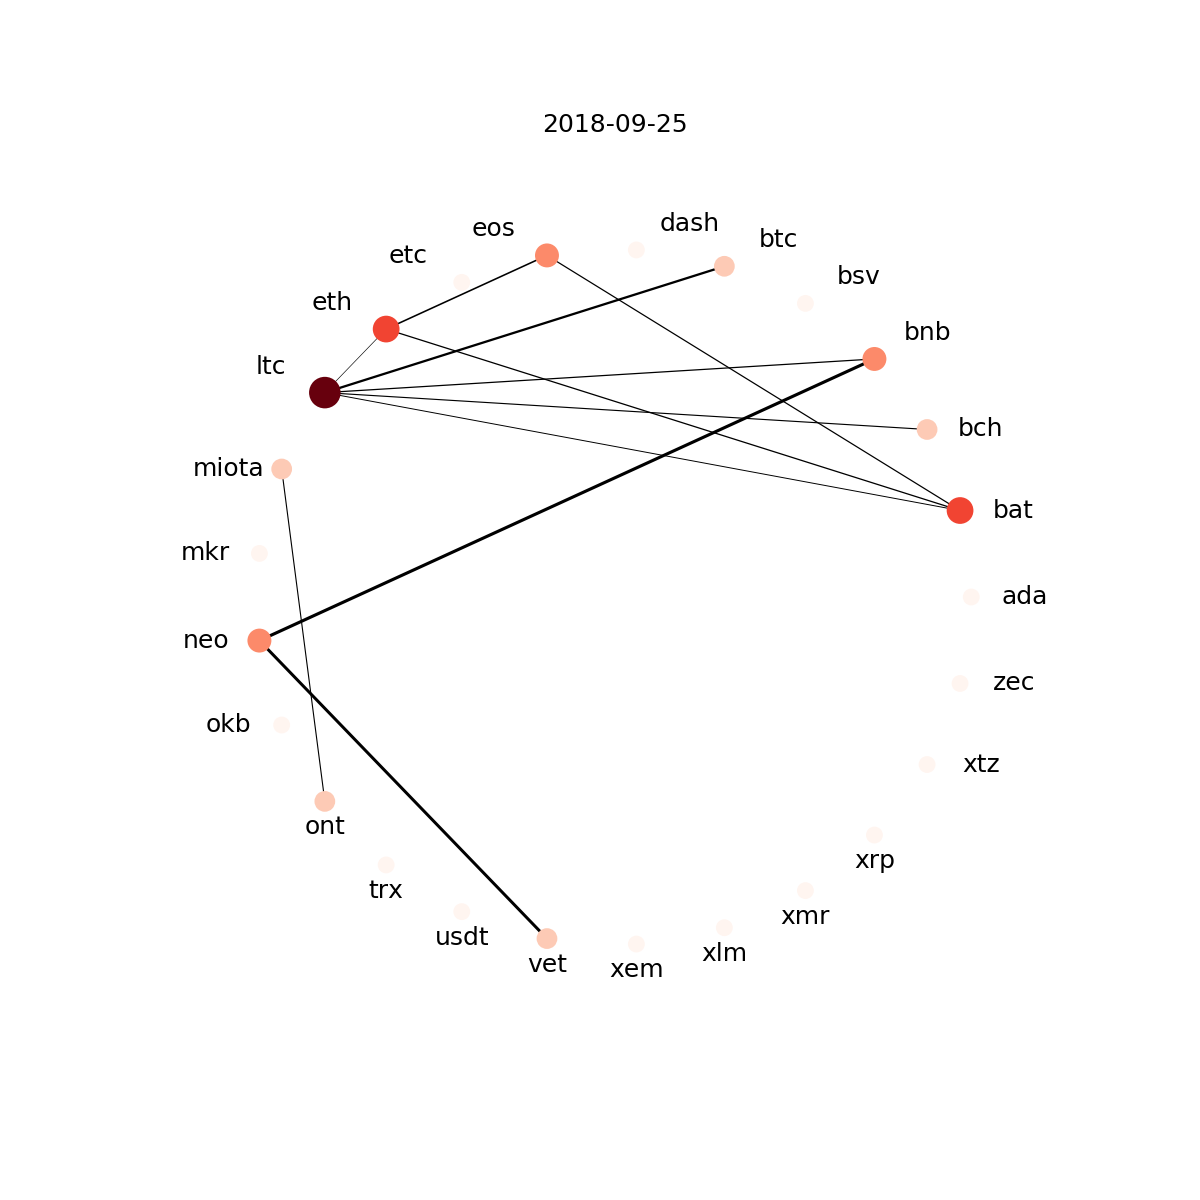 2018-09-25
dash
eos
btc
etc
bsv
eth
bnb
ltc
bch
miota
bat
mkr
ada
neo
zec
okb
xtz
ont
xrp
trx
xmr
usdt
xlm
vet
xem